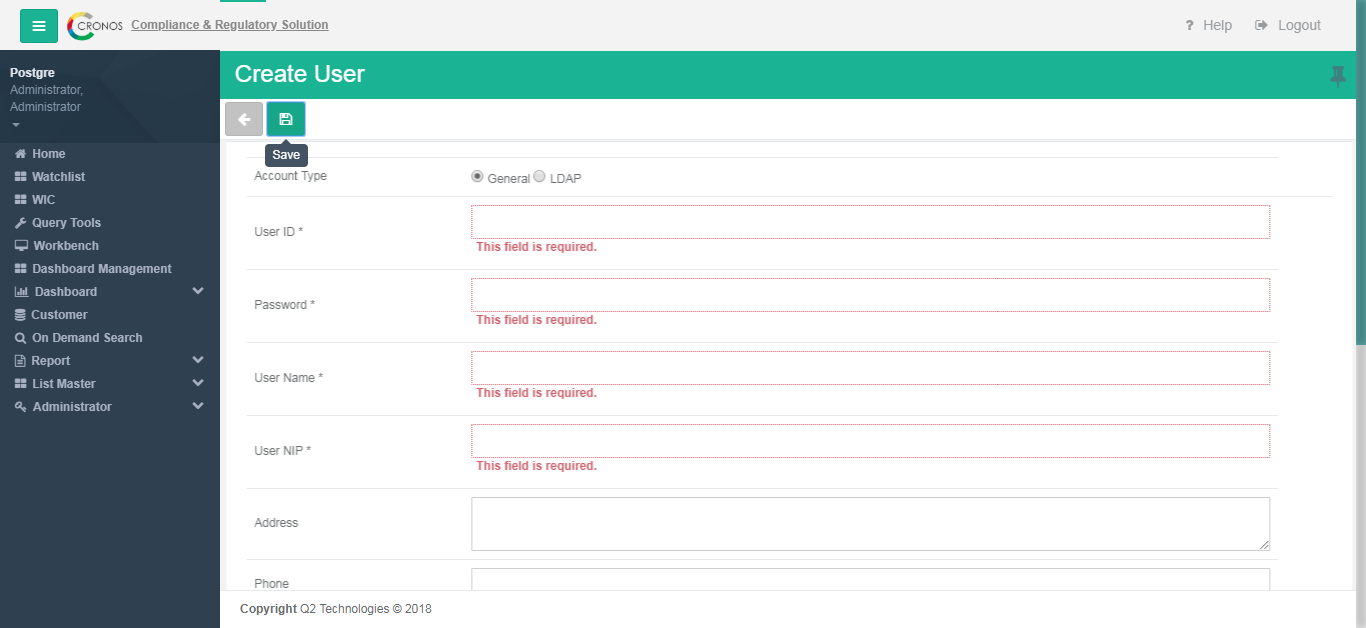 CRONOS Compliance & Regulatory Solution
? Help
Logout
Postgre
Administrator,
Administrator
Home
Watchlist
WIC
Query Tools
Workbench
Dashboard Management
Dashboard
Customer
On Demand Search
Report
List Master
Administrator
Create User
Save
Account Type
General LDAP
User ID *
This field is required.
Password *
This field is required.
User Name *
This field is required.
User NIP *
This field is required.
Address
Phone
Copyright Q2 Technologies © 2018